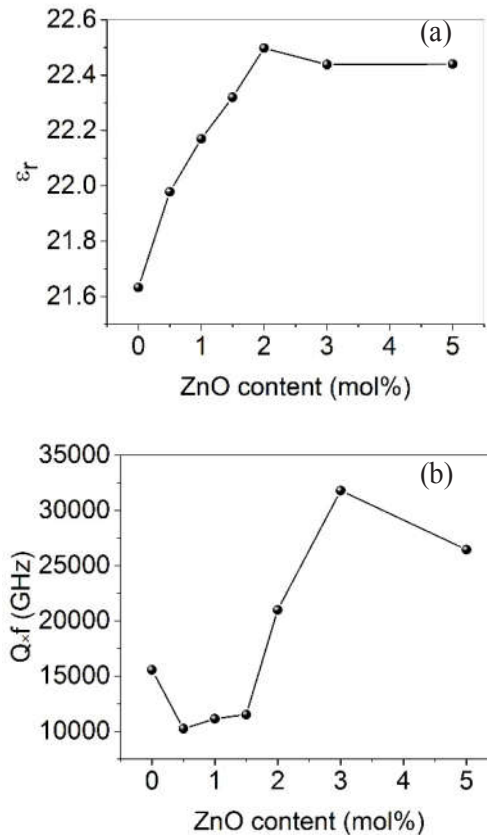 (a)
εr
22.6
22.4
22.2
22.0
21.8
21.6
0 1 2 3 4 5
ZnO content (mol%)
(b)
Q×f (GHz)
35000
30000
25000
20000
15000
10000
0 1 2 3 4 5
ZnO content (mol%)